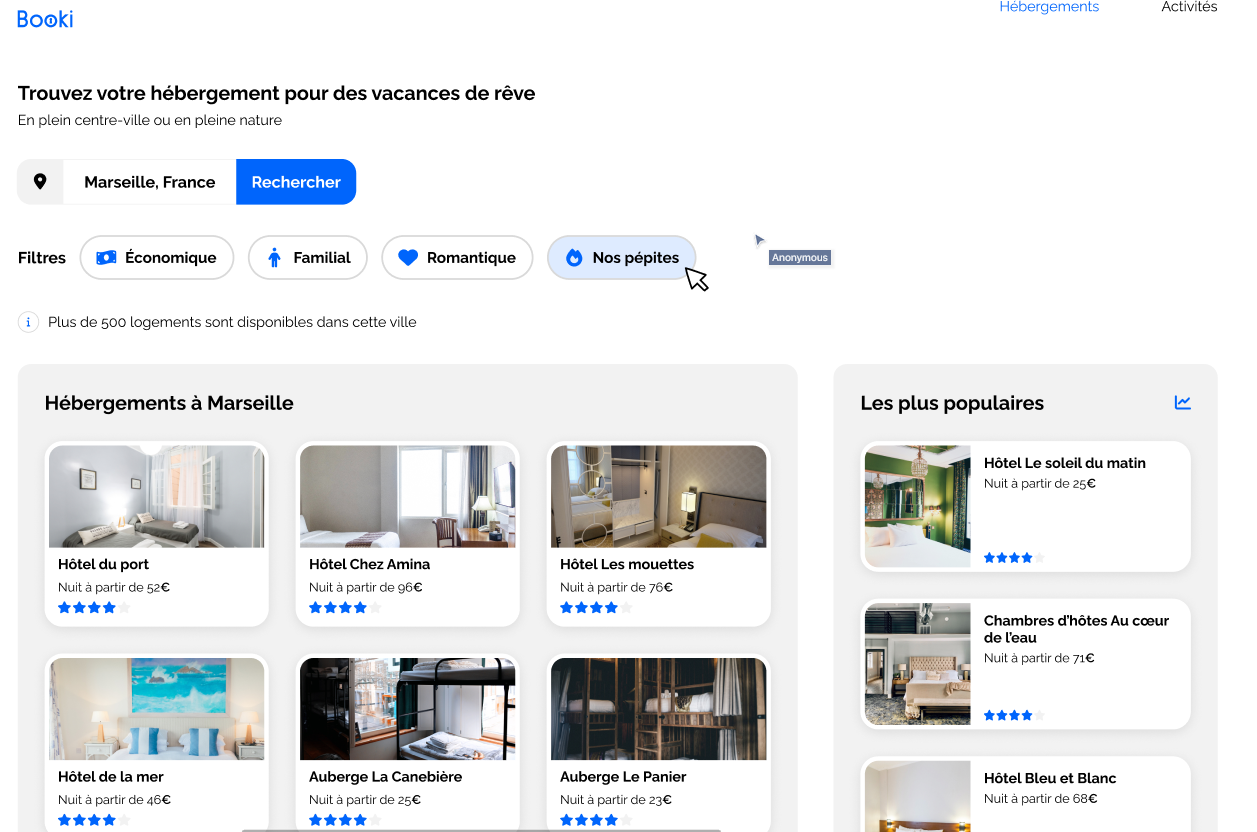 Booki
Hébergements
Activités
Trouvez votre hébergement pour des vacances de rêve
En plein centre-ville ou en pleine nature
Marseille, France
Rechercher
Filtres
Économique
Familial
Romantique
Nos pépites
Anonymous
i
Plus de 500 logements sont disponibles dans cette ville
Hébergements à Marseille
Hôtel du port
Nuit à partir de 52€
Hôtel Chez Amina
Nuit à partir de 96€
Hôtel Les mouettes
Nuit à partir de 76€
Hôtel de la mer
Nuit à partir de 46€
Auberge La Canebière
Nuit à partir de 25€
Auberge Le Panier
Nuit à partir de 23€
Les plus populaires
Hôtel Le soleil du matin
Nuit à partir de 25€
Chambres d'hôtes Au cœur
de l'eau
Nuit à partir de 71€
Hôtel Bleu et Blanc
Nuit à partir de 68€